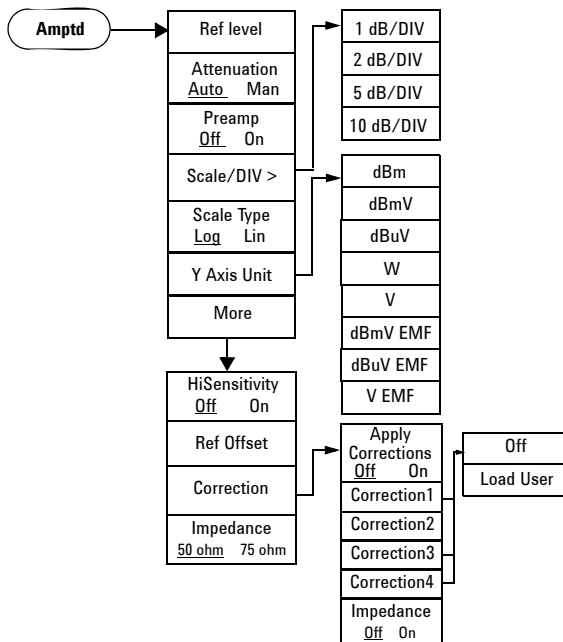 Amptd
Ref level
Attenuation
Auto Man
Preamp
Off On
Scale/DIV >
Scale Type
Log Lin
Y Axis Unit
More
1 dB/DIV
2 dB/DIV
5 dB/DIV
10 dB/DIV
dBm
dBmV
dBuV
W
V
dBmV EMF
dBuV EMF
V EMF
HiSensitivity
Off On
Ref Offset
Correction
Impedance
50 ohm 75 ohm
Apply
Corrections
Off On
Correction1
Correction2
Correction3
Correction4
Impedance
Off On
Off
Load User